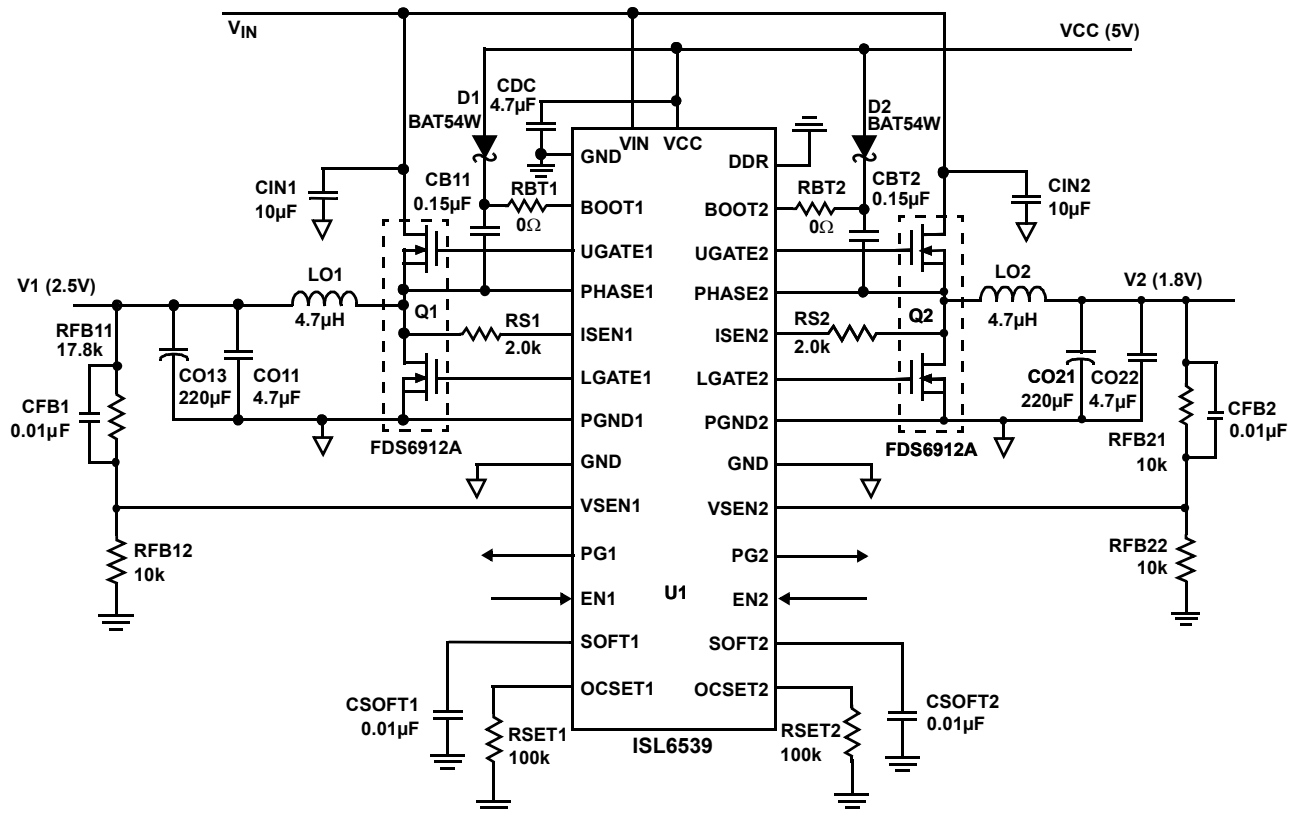 VIN
VCC (5V)
D1
BAT54W
CDC
4.7µF
D2
BAT54W
VIN
VCC
GND
DDR
CIN1
10µF
CB11
0.15µF
RBT1
0Ω
BOOT1
BOOT2
RBT2
0Ω
CBT2
0.15µF
CIN2
10µF
UGATE1
UGATE2
V1 (2.5V)
LO1
4.7µH
Q1
PHASE1
PHASE2
Q2
LO2
4.7µH
V2 (1.8V)
RFB11
17.8k
RS1
2.0k
ISEN1
ISEN2
RS2
2.0k
CO13
220µF
CO11
4.7µF
LGATE1
LGATE2
CO21
220µF
CO22
4.7µF
CFB1
0.01µF
CFB2
0.01µF
FDS6912A
PGND1
PGND2
FDS6912A
RFB21
10k
GND
GND
VSEN1
VSEN2
RFB12
10k
PG1
PG2
RFB22
10k
EN1
U1
EN2
SOFT1
SOFT2
OCSET1
OCSET2
CSOFT1
0.01µF
RSET1
100k
RSET2
100k
CSOFT2
0.01µF
ISL6539